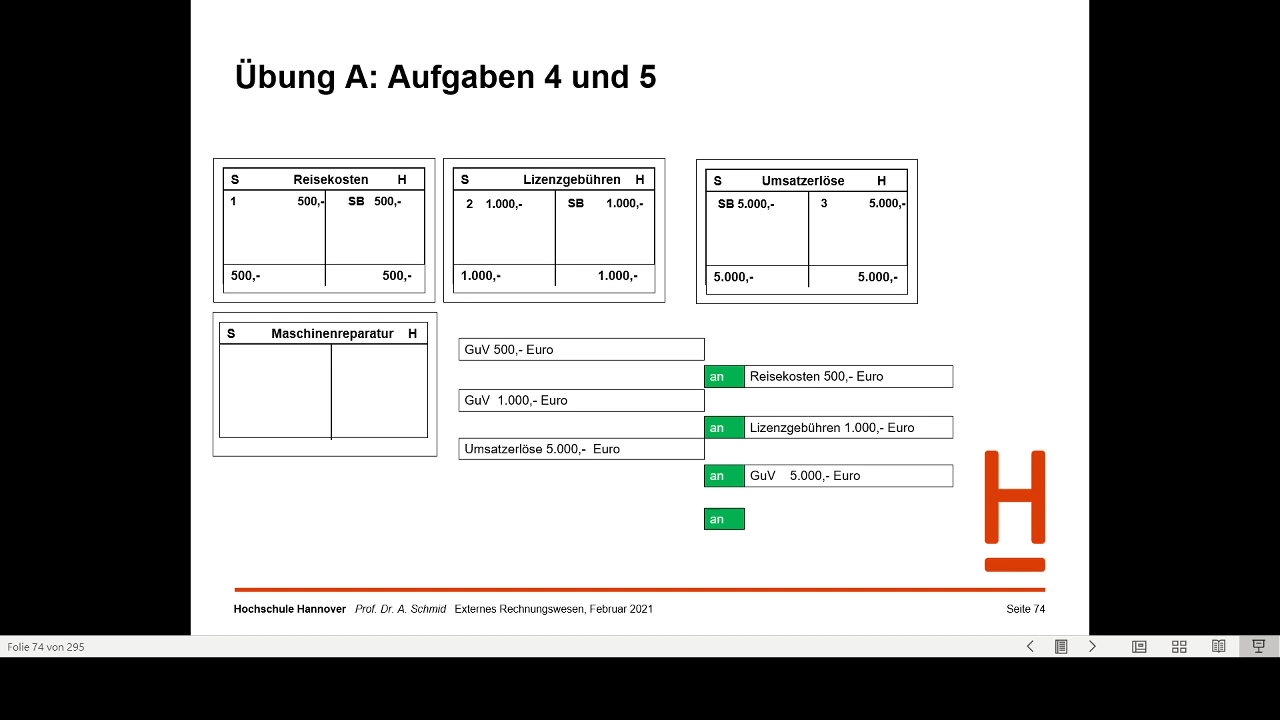 Übung A: Aufgaben 4 und 5
S Reisekosten H
1 500,- SB 500,-
500,- 500,-
S Lizenzgebühren H
2 1.000,- SB 1.000,-
1.000,- 1.000,-
S Umsatzerlöse H
SB 5.000,- 3 5.000,-
5.000,- 5.000,-
S Maschinenreparatur H
GuV 500,- Euro
an Reisekosten 500,- Euro
GuV 1.000,- Euro
an Lizenzgebühren 1.000,- Euro
Umsatzerlöse 5.000,- Euro
an GuV 5.000,- Euro
an
H
Hochschule Hannover Prof. Dr. A. Schmid Externes Rechnungswesen, Februar 2021 Seite 74
Folie 74 von 295